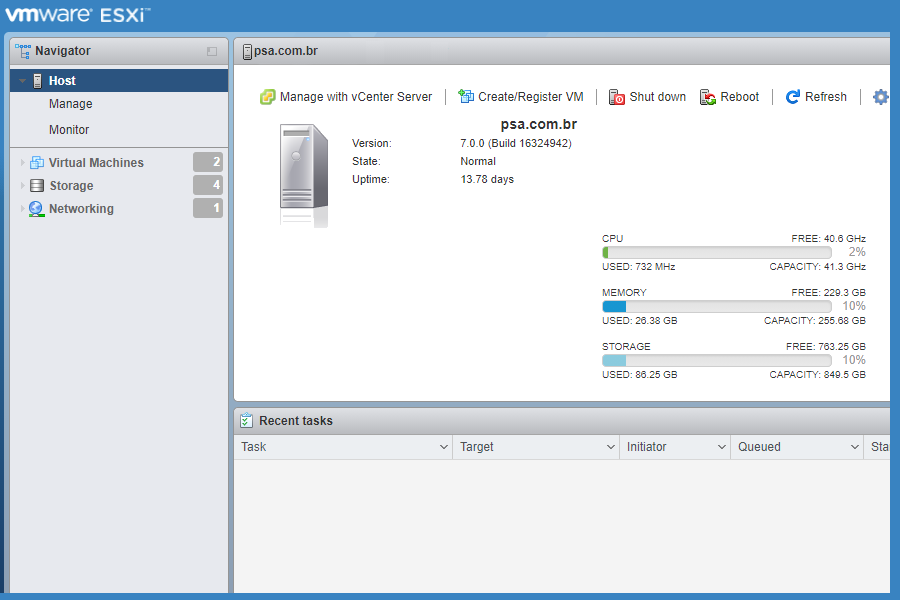 vmware® ESXi™
Navigator
psa.com.br
Host
Manage
Monitor
Virtual Machines 2
Storage 4
Networking 1
Manage with vCenter Server
Create/Register VM
Shut down
Reboot
Refresh
psa.com.br
Version: 7.0.0 (Build 16324942)
State: Normal
Uptime: 13.78 days
CPU FREE: 40.6 GHz
2%
USED: 732 MHz CAPACITY: 41.3 GHz
MEMORY FREE: 229.3 GB
10%
USED: 26.38 GB CAPACITY: 255.68 GB
STORAGE FREE: 763.25 GB
10%
USED: 86.25 GB CAPACITY: 849.5 GB
Recent tasks
Task Target Initiator Queued Sta